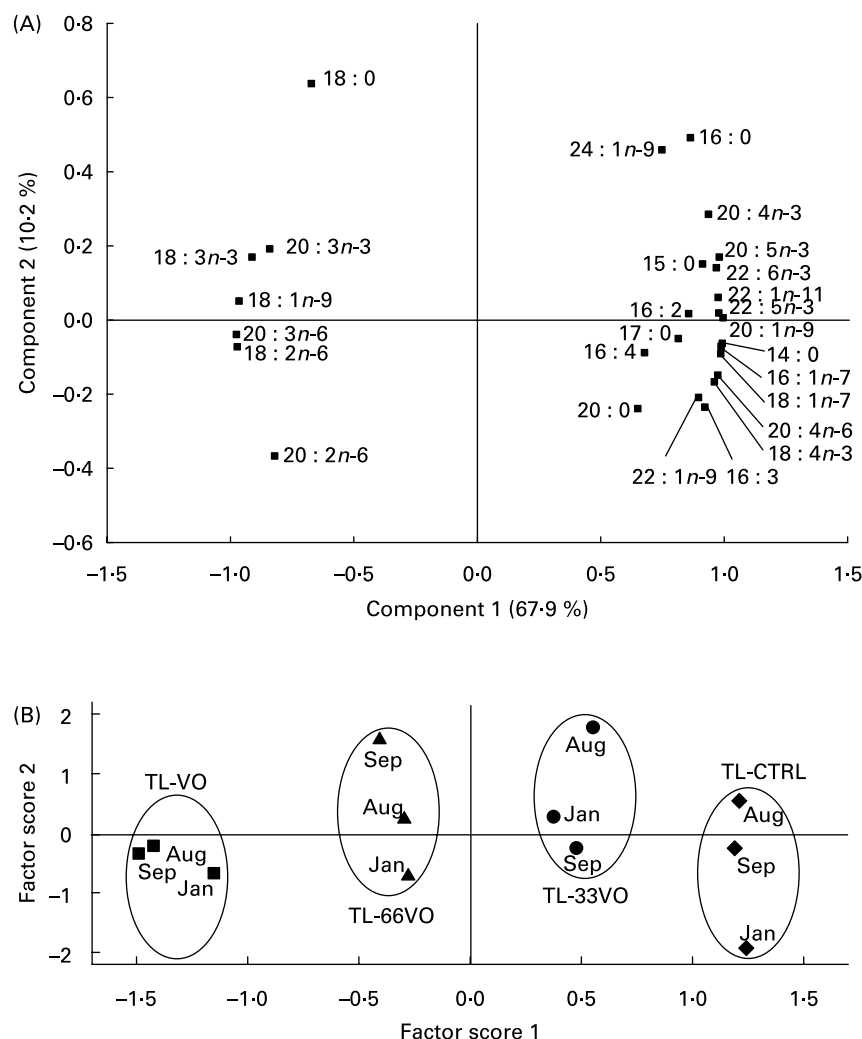 (A)
0·8
0·6
0·4
0·2
0·0
−0·2
−0·4
−0·6
Component 2 (10·2 %)
18 : 0
16 : 0
24 : 1n-9
20 : 4n-3
20 : 3n-3
18 : 3n-3
20 : 5n-3
15 : 0
22 : 6n-3
18 : 1n-9
22 : 1n-11
16 : 2
22 : 5n-3
20 : 3n-6
17 : 0
20 : 1n-9
18 : 2n-6
16 : 4
14 : 0
16 : 1n-7
18 : 1n-7
20 : 0
20 : 4n-6
20 : 2n-6
18 : 4n-3
22 : 1n-9
16 : 3
−1·5
−1·0
−0·5
0·0
0·5
1·0
1·5
Component 1 (67·9 %)
(B)
2
1
0
−1
−2
Factor score 2
TL-VO
Aug
Sep
Jan
Sep
Aug
Jan
TL-66VO
Aug
Jan
Sep
TL-33VO
TL-CTRL
Aug
Sep
Jan
−1·5
−1·0
−0·5
0·0
0·5
1·0
1·5
Factor score 1